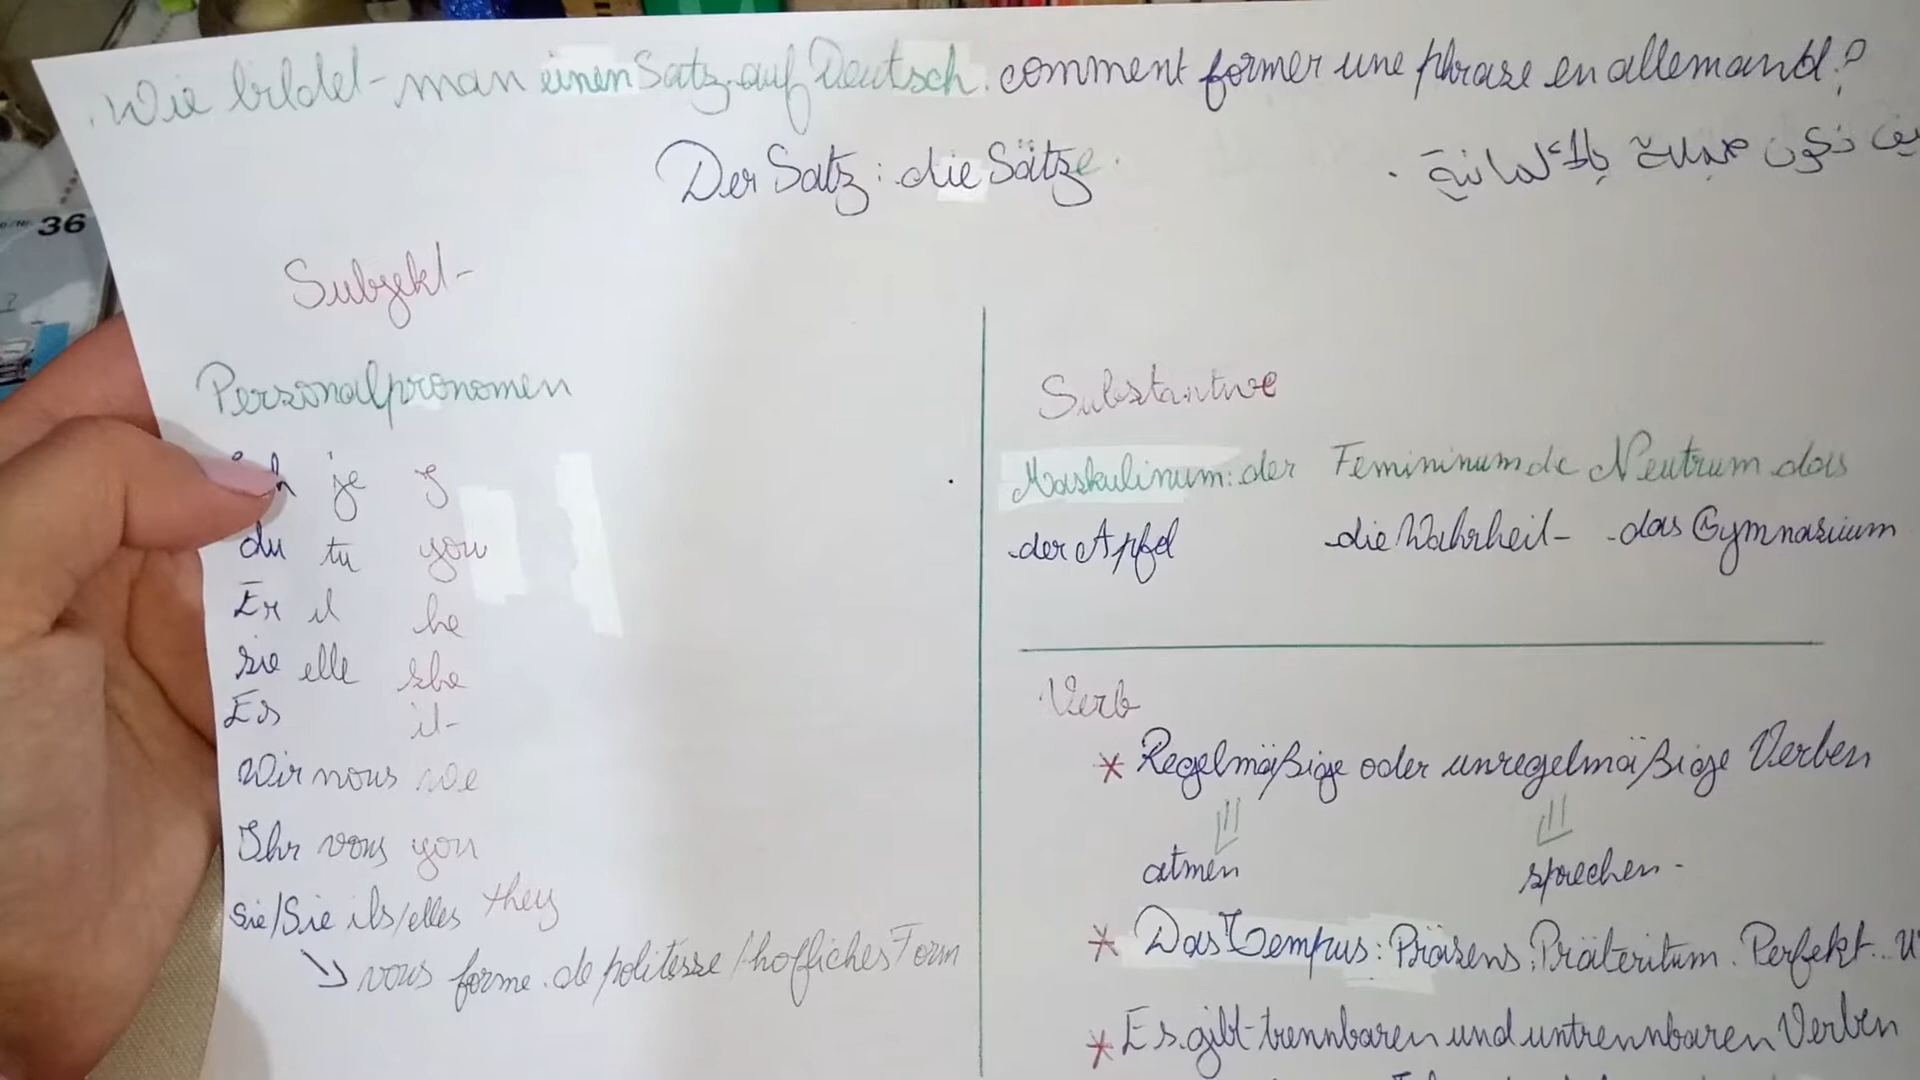 Wie bildet man einen Satz auf Deutsch. comment former une phrase en allemand?
Der Satz: die Sätze.
نكون جملة بالألمانية .
36
Subjekt
Personalpronomen
je I
du tu you
Er il he
sie elle she
Es it
Wir nous we
Ihr vous you
sie/Sie ils/elles they
vous forme de politesse/hofliches Form
Substantive
Maskulinum: der Femininum die Neutrum das
der Apfel die Wahrheit das Gymnasium
Verb
* Regelmäßige oder unregelmäßige Verben
atmen sprechen
* Das Tempus: Präsens, Präteritum. Perfekt..
* Es gibt trennbaren und untrennbaren Verben